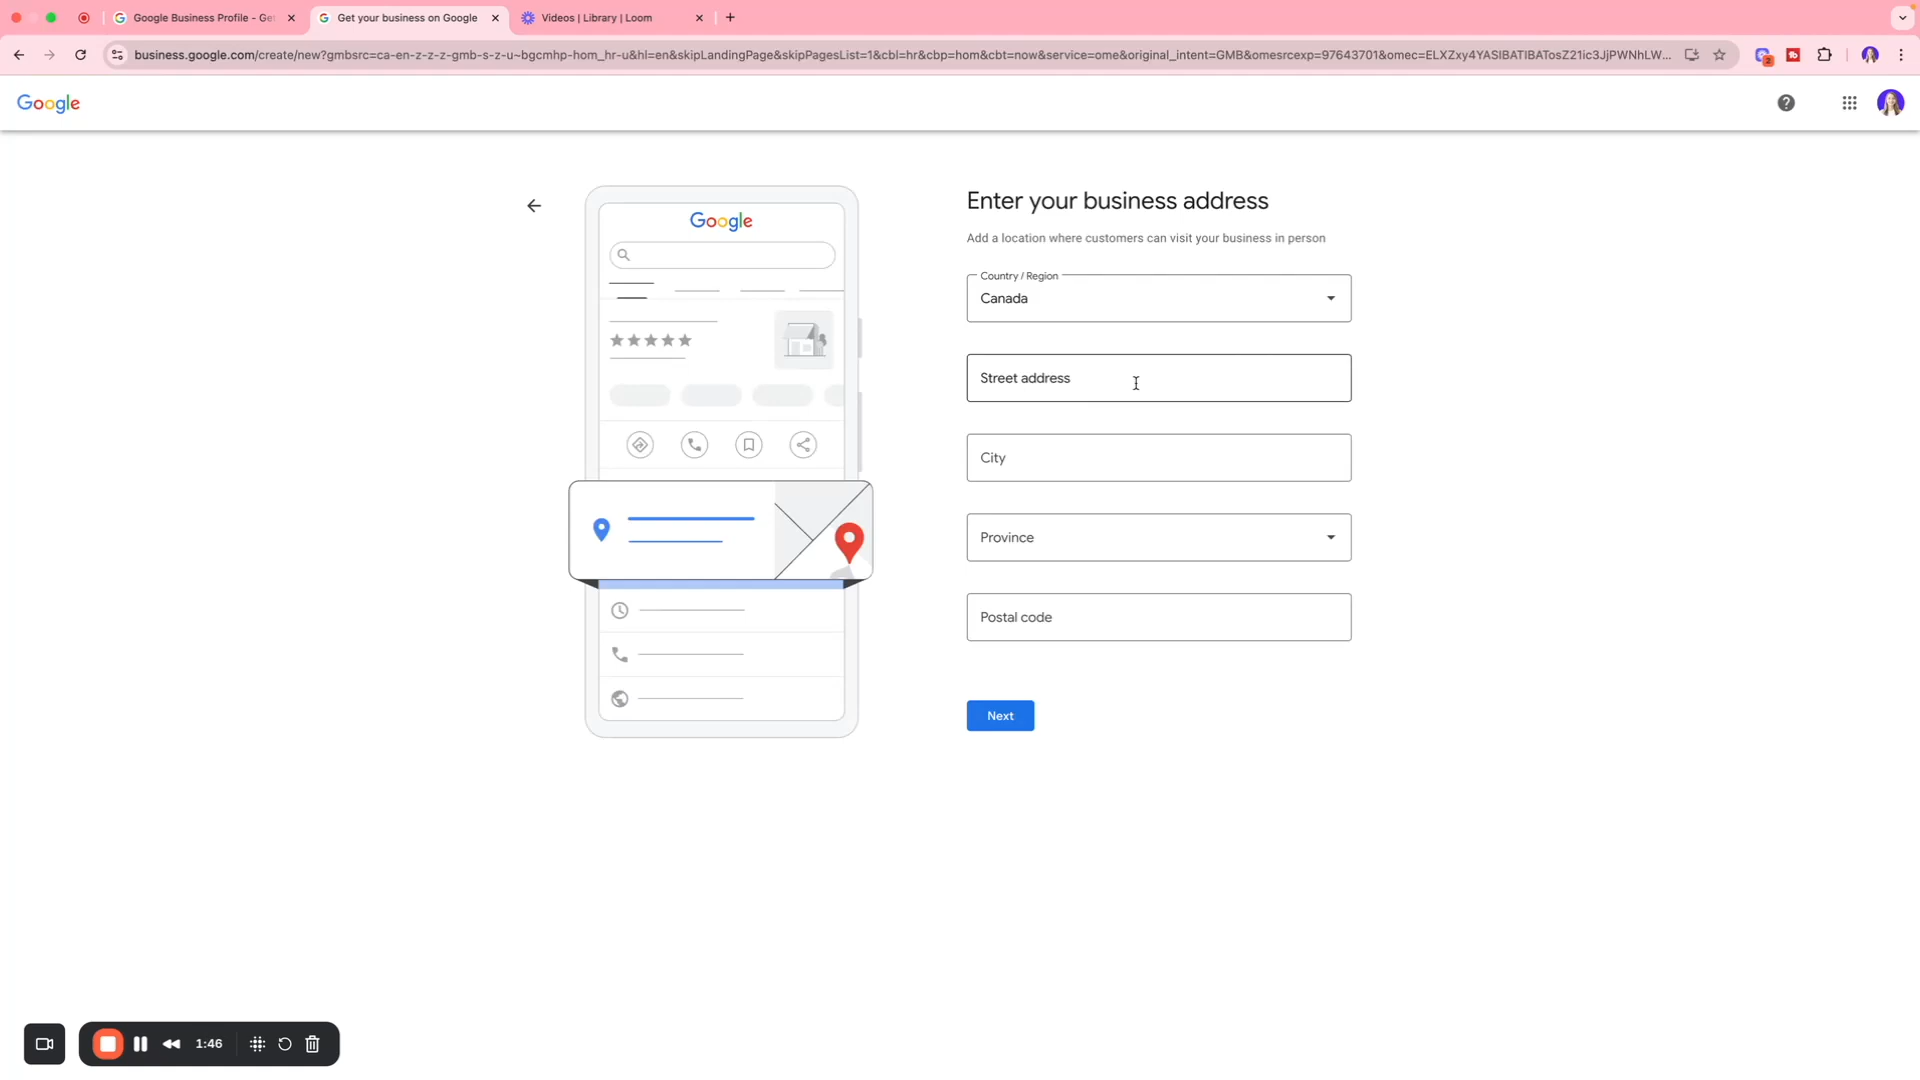 Google Business Profile - Get
Get your business on Google
Videos | Library | Loom
business.google.com/create/new?gmbsrc=ca-en-z-z-z-gmb-s-z-u~bgcmhp-hom_hr-u&hl=en&skipLandingPage&skipPagesList=1&cbl=hr&cbp=hom&cbt=now&service=ome&original_intent=GMB&omesrcexp=97643701&omec=ELXZxy4YASIBATIBATosZ21ic3JjPWNhLW...
2
Google
Google
Enter your business address
Add a location where customers can visit your business in person
Country / Region
Canada
Street address
City
Province
Postal code
Next
1:46